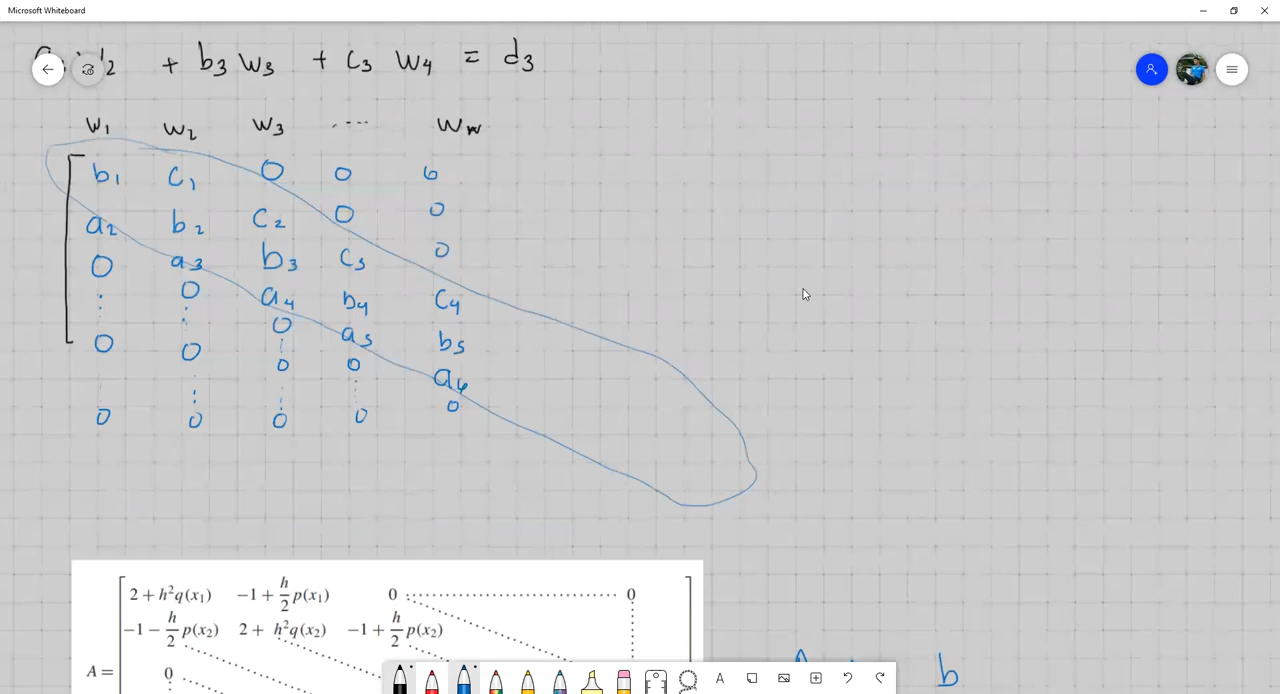 Microsoft Whiteboard
+ b₃ w₃ + c₃ w₄ = d₃
w₁ w₂ w₃ .... wₙ
b₁ c₁ 0 0 0
a₂ b₂ c₂ 0 0
0 a₃ b₃ c₃ 0
⋮ 0 a₄ b₄ c₄
0 ⋮ 0 a₅ b₅
0 0 0 a₆
⋮ ⋮ ⋮ ⋮ 0
0 0 0 0
2 + h²q(x₁) −1 + h/2 p(x₁) 0 ........ 0
−1 − h/2 p(x₂) 2 + h²q(x₂) −1 + h/2 p(x₂)
A = 0
b
A